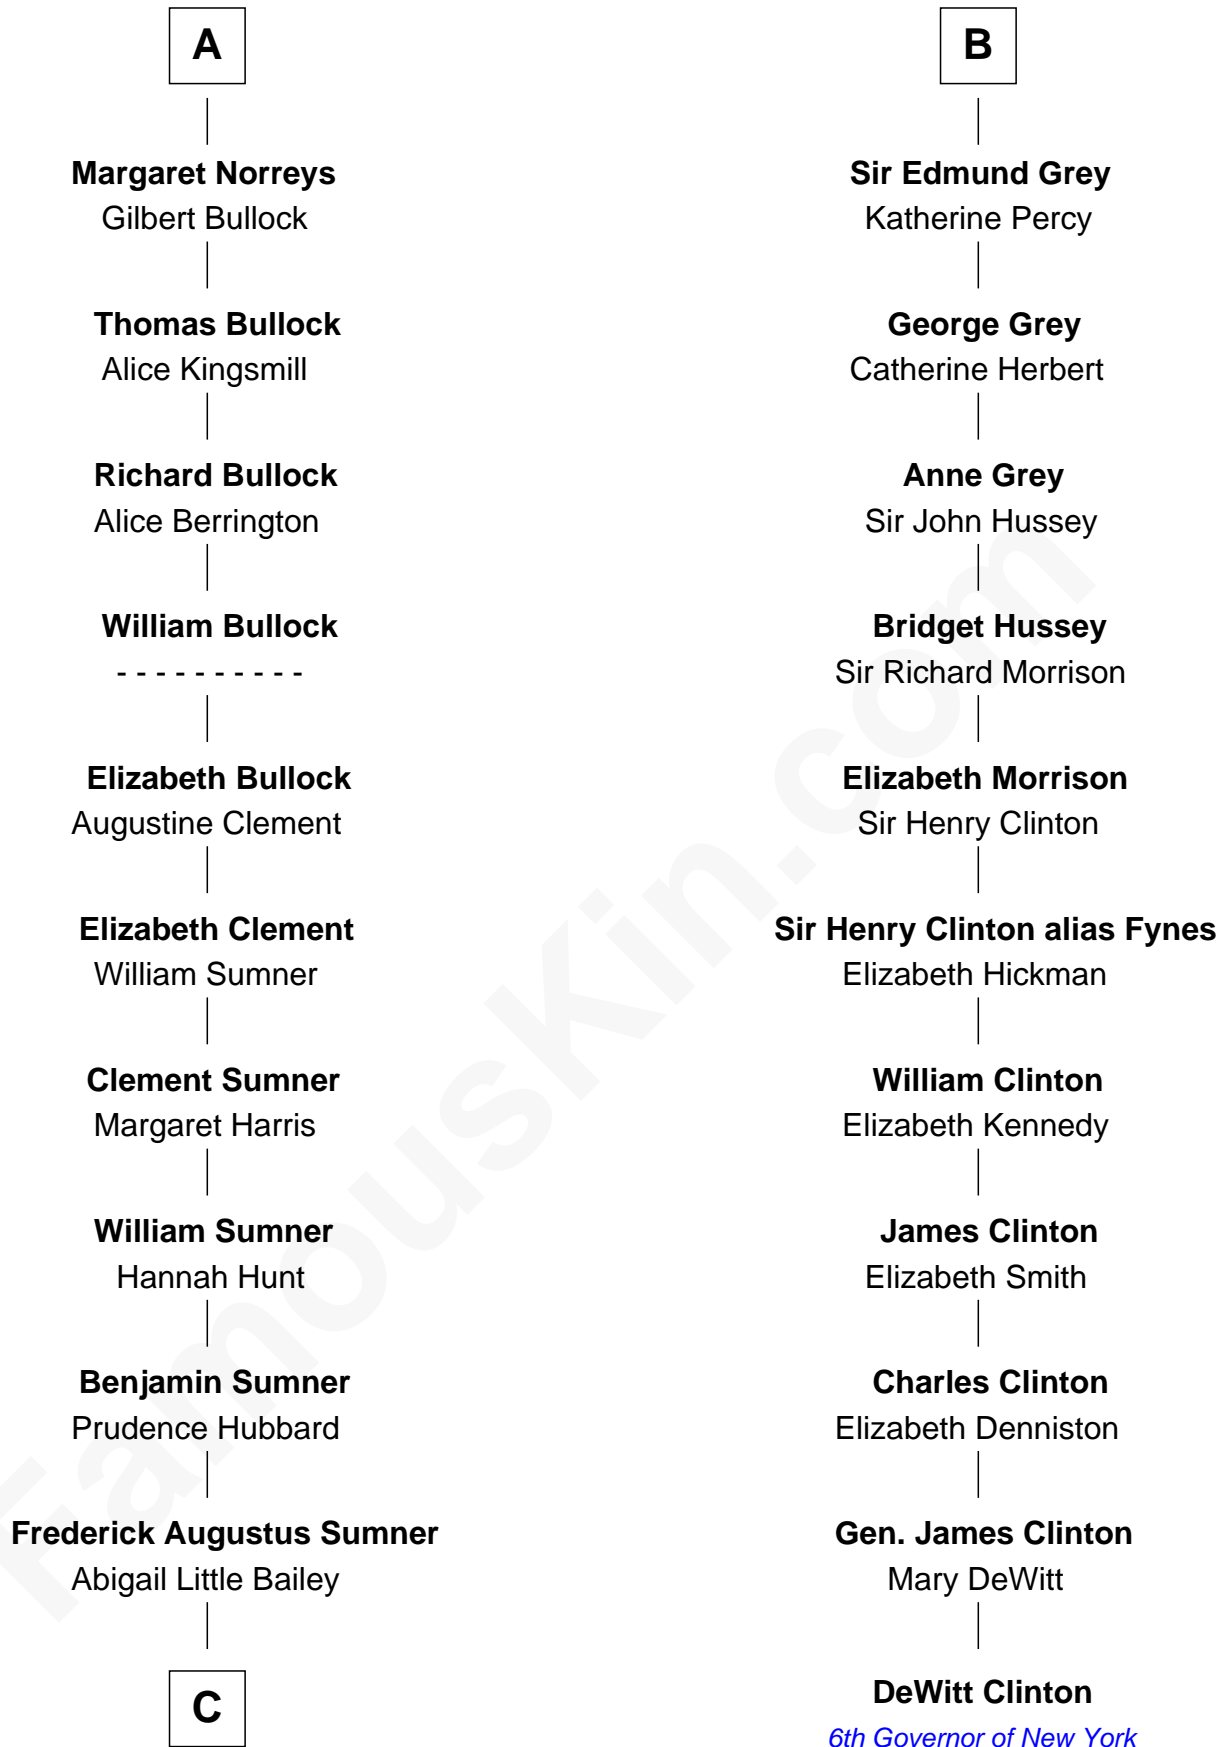 A
Margaret Norreys
Gilbert Bullock
Thomas Bullock
Alice Kingsmill
Richard Bullock
Alice Berrington
William Bullock
- - - - - - - - - -
Elizabeth Bullock
Augustine Clement
Elizabeth Clement
William Sumner
Clement Sumner
Margaret Harris
William Sumner
Hannah Hunt
Benjamin Sumner
Prudence Hubbard
Frederick Augustus Sumner
Abigail Little Bailey
C
B
Sir Edmund Grey
Katherine Percy
George Grey
Catherine Herbert
Anne Grey
Sir John Hussey
Bridget Hussey
Sir Richard Morrison
Elizabeth Morrison
Sir Henry Clinton
Sir Henry Clinton alias Fynes
Elizabeth Hickman
William Clinton
Elizabeth Kennedy
James Clinton
Elizabeth Smith
Charles Clinton
Elizabeth Denniston
Gen. James Clinton
Mary DeWitt
DeWitt Clinton
6th Governor of New York
FamousKin.com